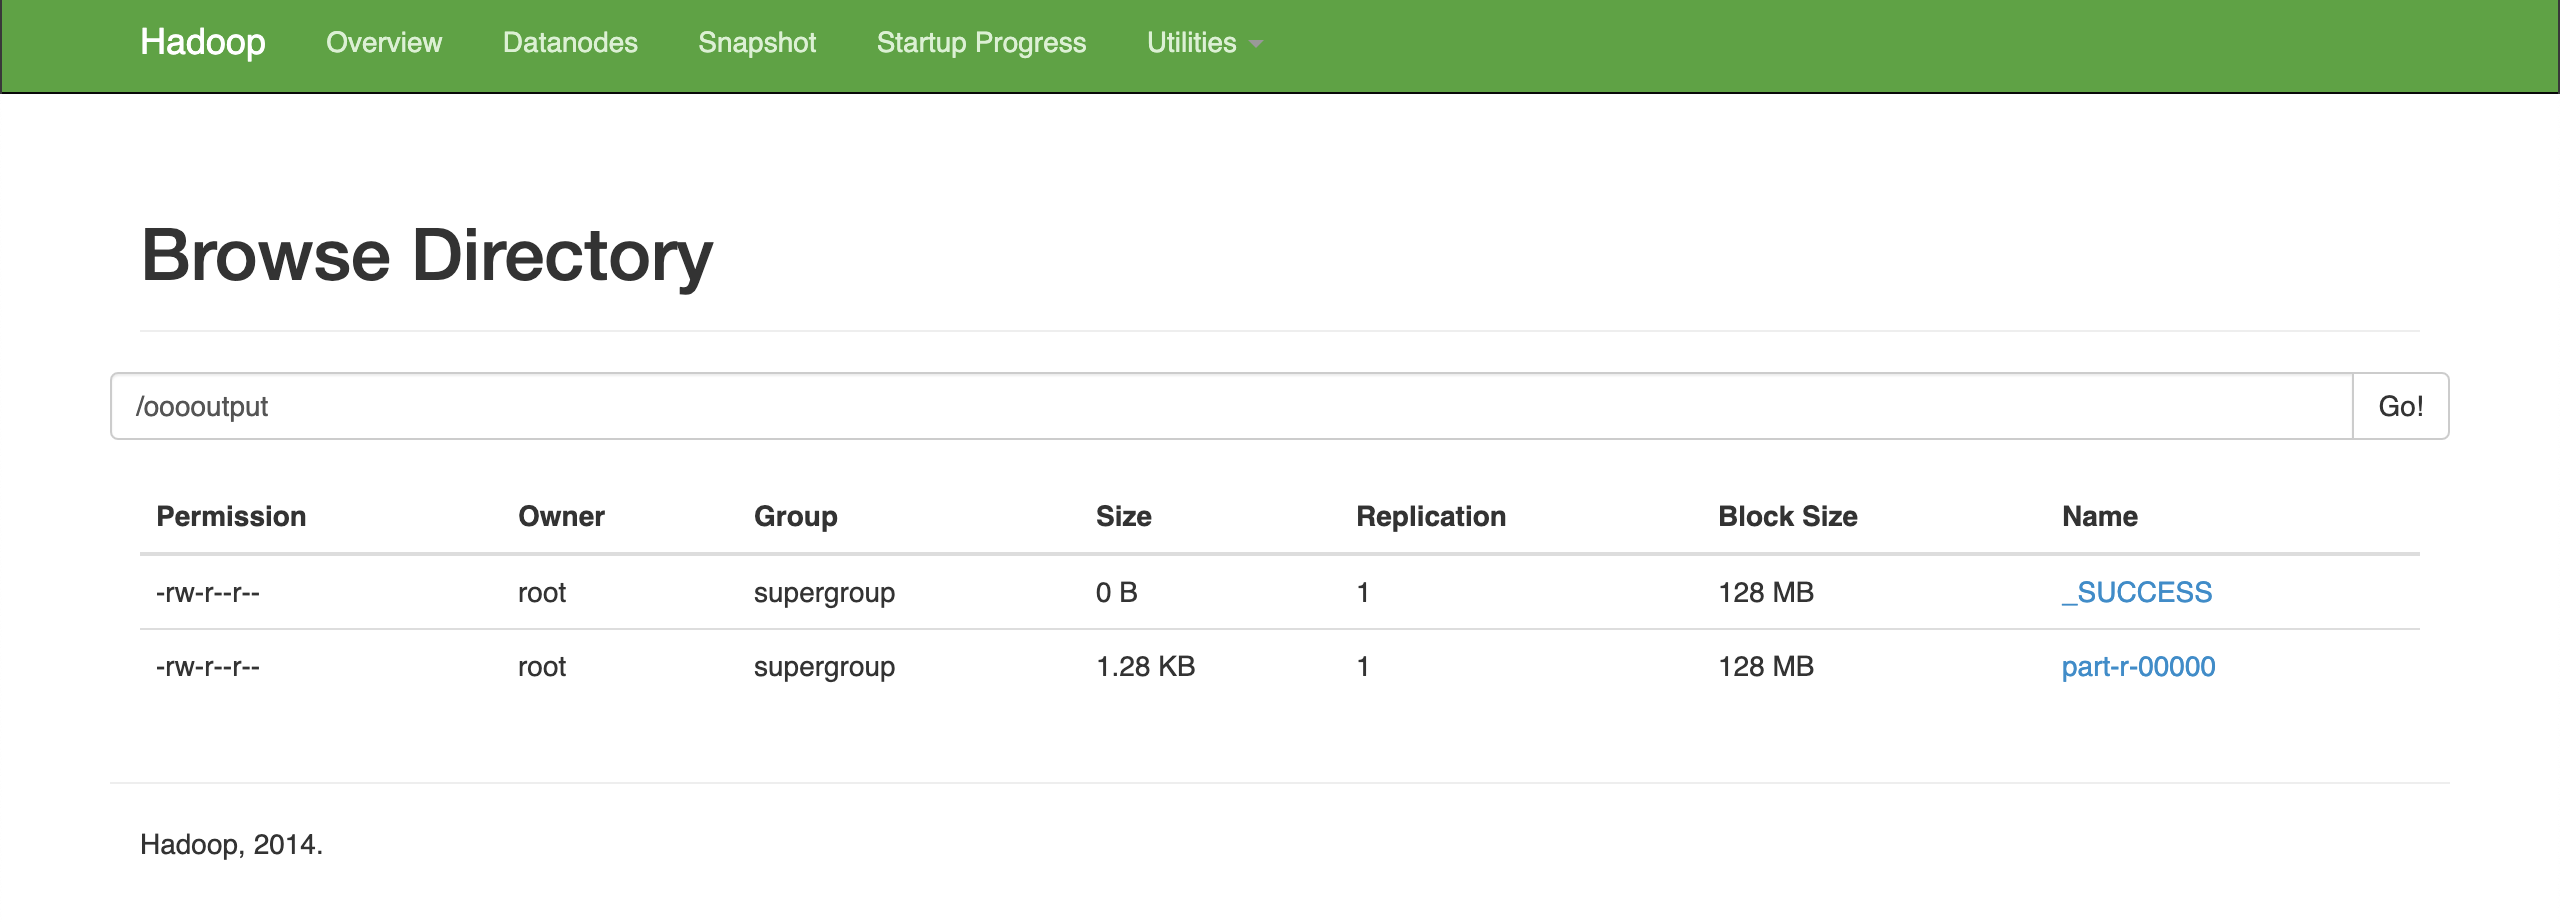 Hadoop Overview Datanodes Snapshot Startup Progress Utilities
Browse Directory
/ooooutput Go!
Permission Owner Group Size Replication Block Size Name
-rw-r--r-- root supergroup 0 B 1 128 MB _SUCCESS
-rw-r--r-- root supergroup 1.28 KB 1 128 MB part-r-00000
Hadoop, 2014.